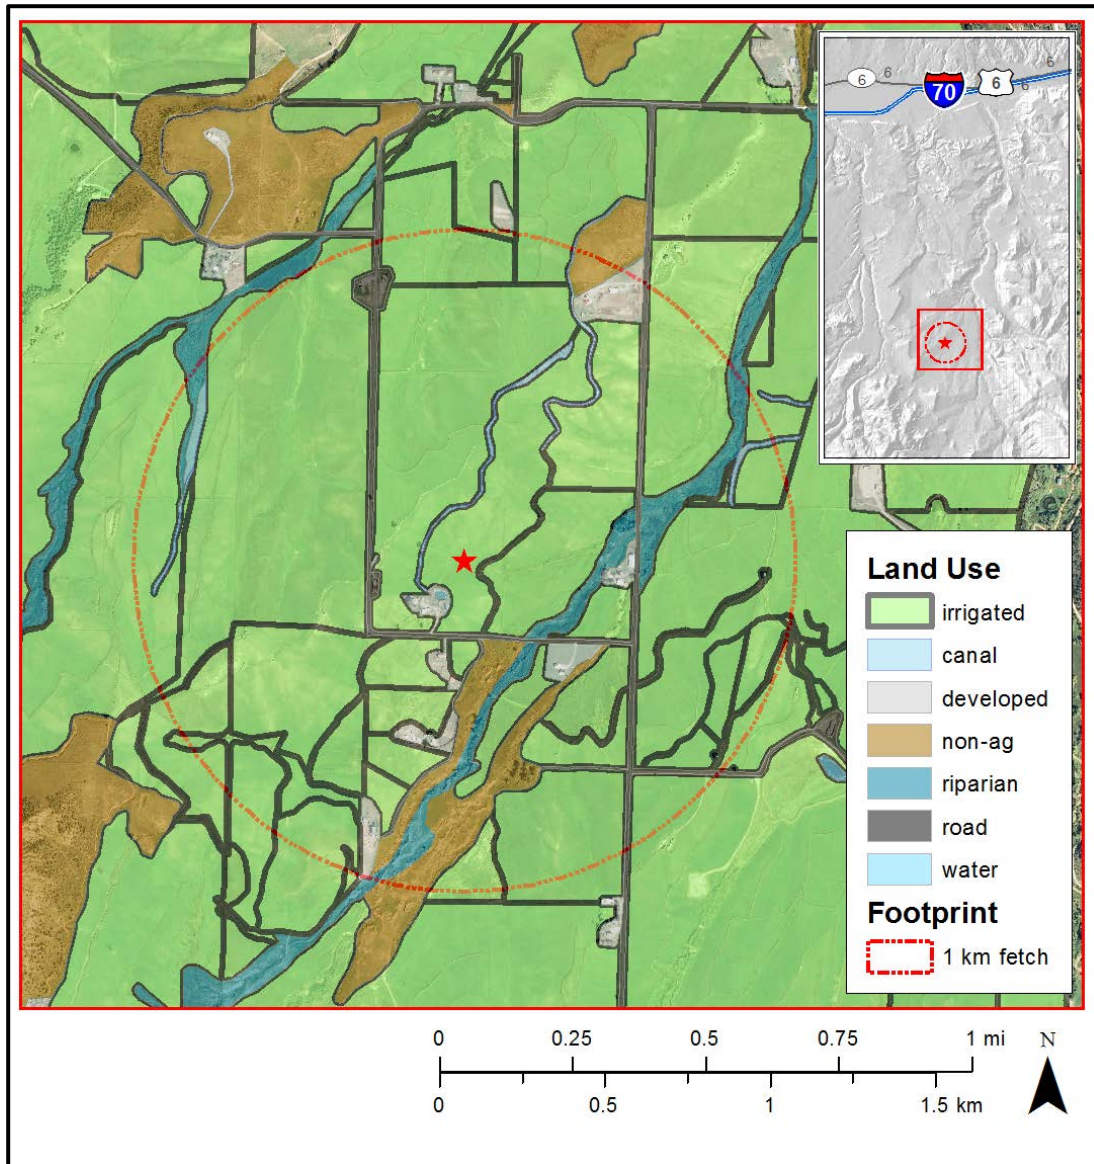 6 6
70
6
6
6
Land Use
irrigated
canal
developed
non-ag
riparian
road
water
Footprint
1 km fetch
0 0.25 0.5 0.75 1 mi
N
0 0.5 1 1.5 km